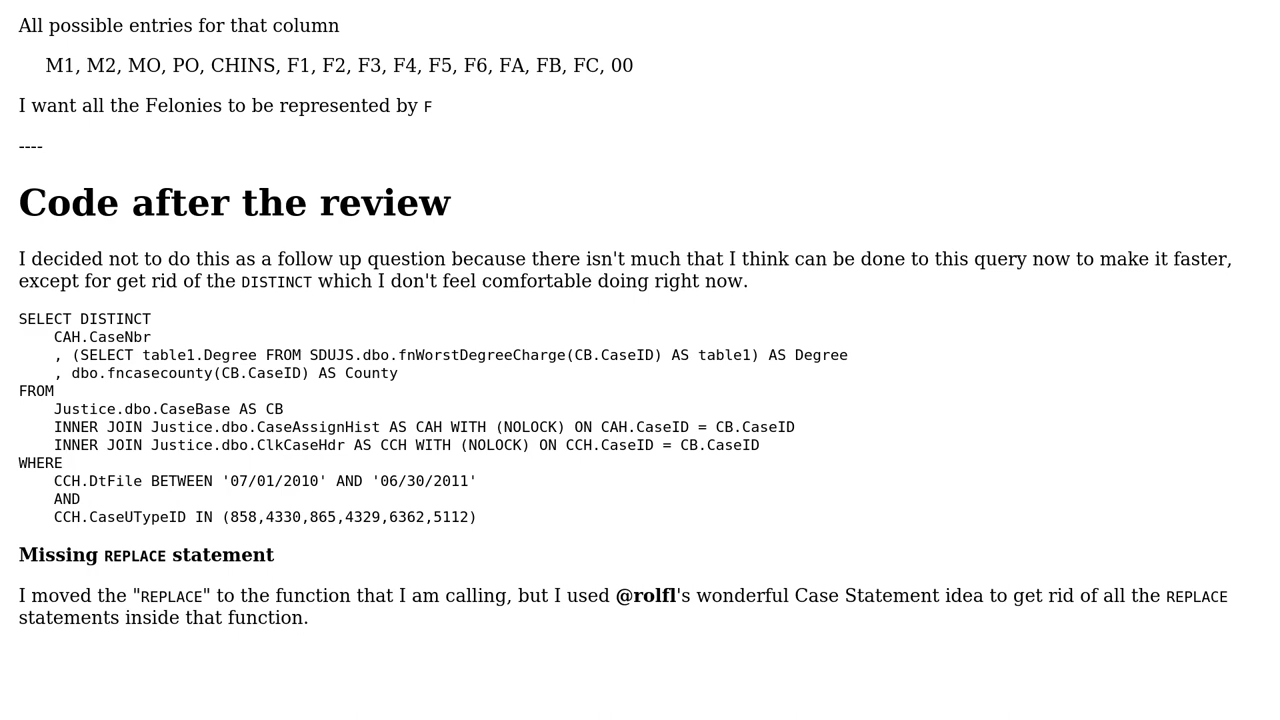 All possible entries for that column
M1, M2, MO, PO, CHINS, F1, F2, F3, F4, F5, F6, FA, FB, FC, 00
I want all the Felonies to be represented by F
----
Code after the review
I decided not to do this as a follow up question because there isn't much that I think can be done to this query now to make it faster,
except for get rid of the DISTINCT which I don't feel comfortable doing right now.
SELECT DISTINCT
    CAH.CaseNbr
    , (SELECT table1.Degree FROM SDUJS.dbo.fnWorstDegreeCharge(CB.CaseID) AS table1) AS Degree
    , dbo.fncasecounty(CB.CaseID) AS County
FROM
    Justice.dbo.CaseBase AS CB
    INNER JOIN Justice.dbo.CaseAssignHist AS CAH WITH (NOLOCK) ON CAH.CaseID = CB.CaseID
    INNER JOIN Justice.dbo.ClkCaseHdr AS CCH WITH (NOLOCK) ON CCH.CaseID = CB.CaseID
WHERE
    CCH.DtFile BETWEEN '07/01/2010' AND '06/30/2011'
    AND
    CCH.CaseUTypeID IN (858,4330,865,4329,6362,5112)
Missing REPLACE statement
I moved the "REPLACE" to the function that I am calling, but I used @rolfl's wonderful Case Statement idea to get rid of all the REPLACE
statements inside that function.